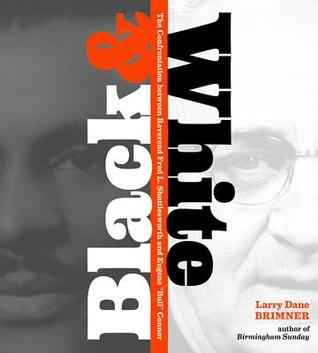 Black &
White
The Confrontation between Reverend Fred L. Shuttlesworth and Eugene "Bull" Connor
Larry Dane
BRIMNER
author of
Birmingham Sunday